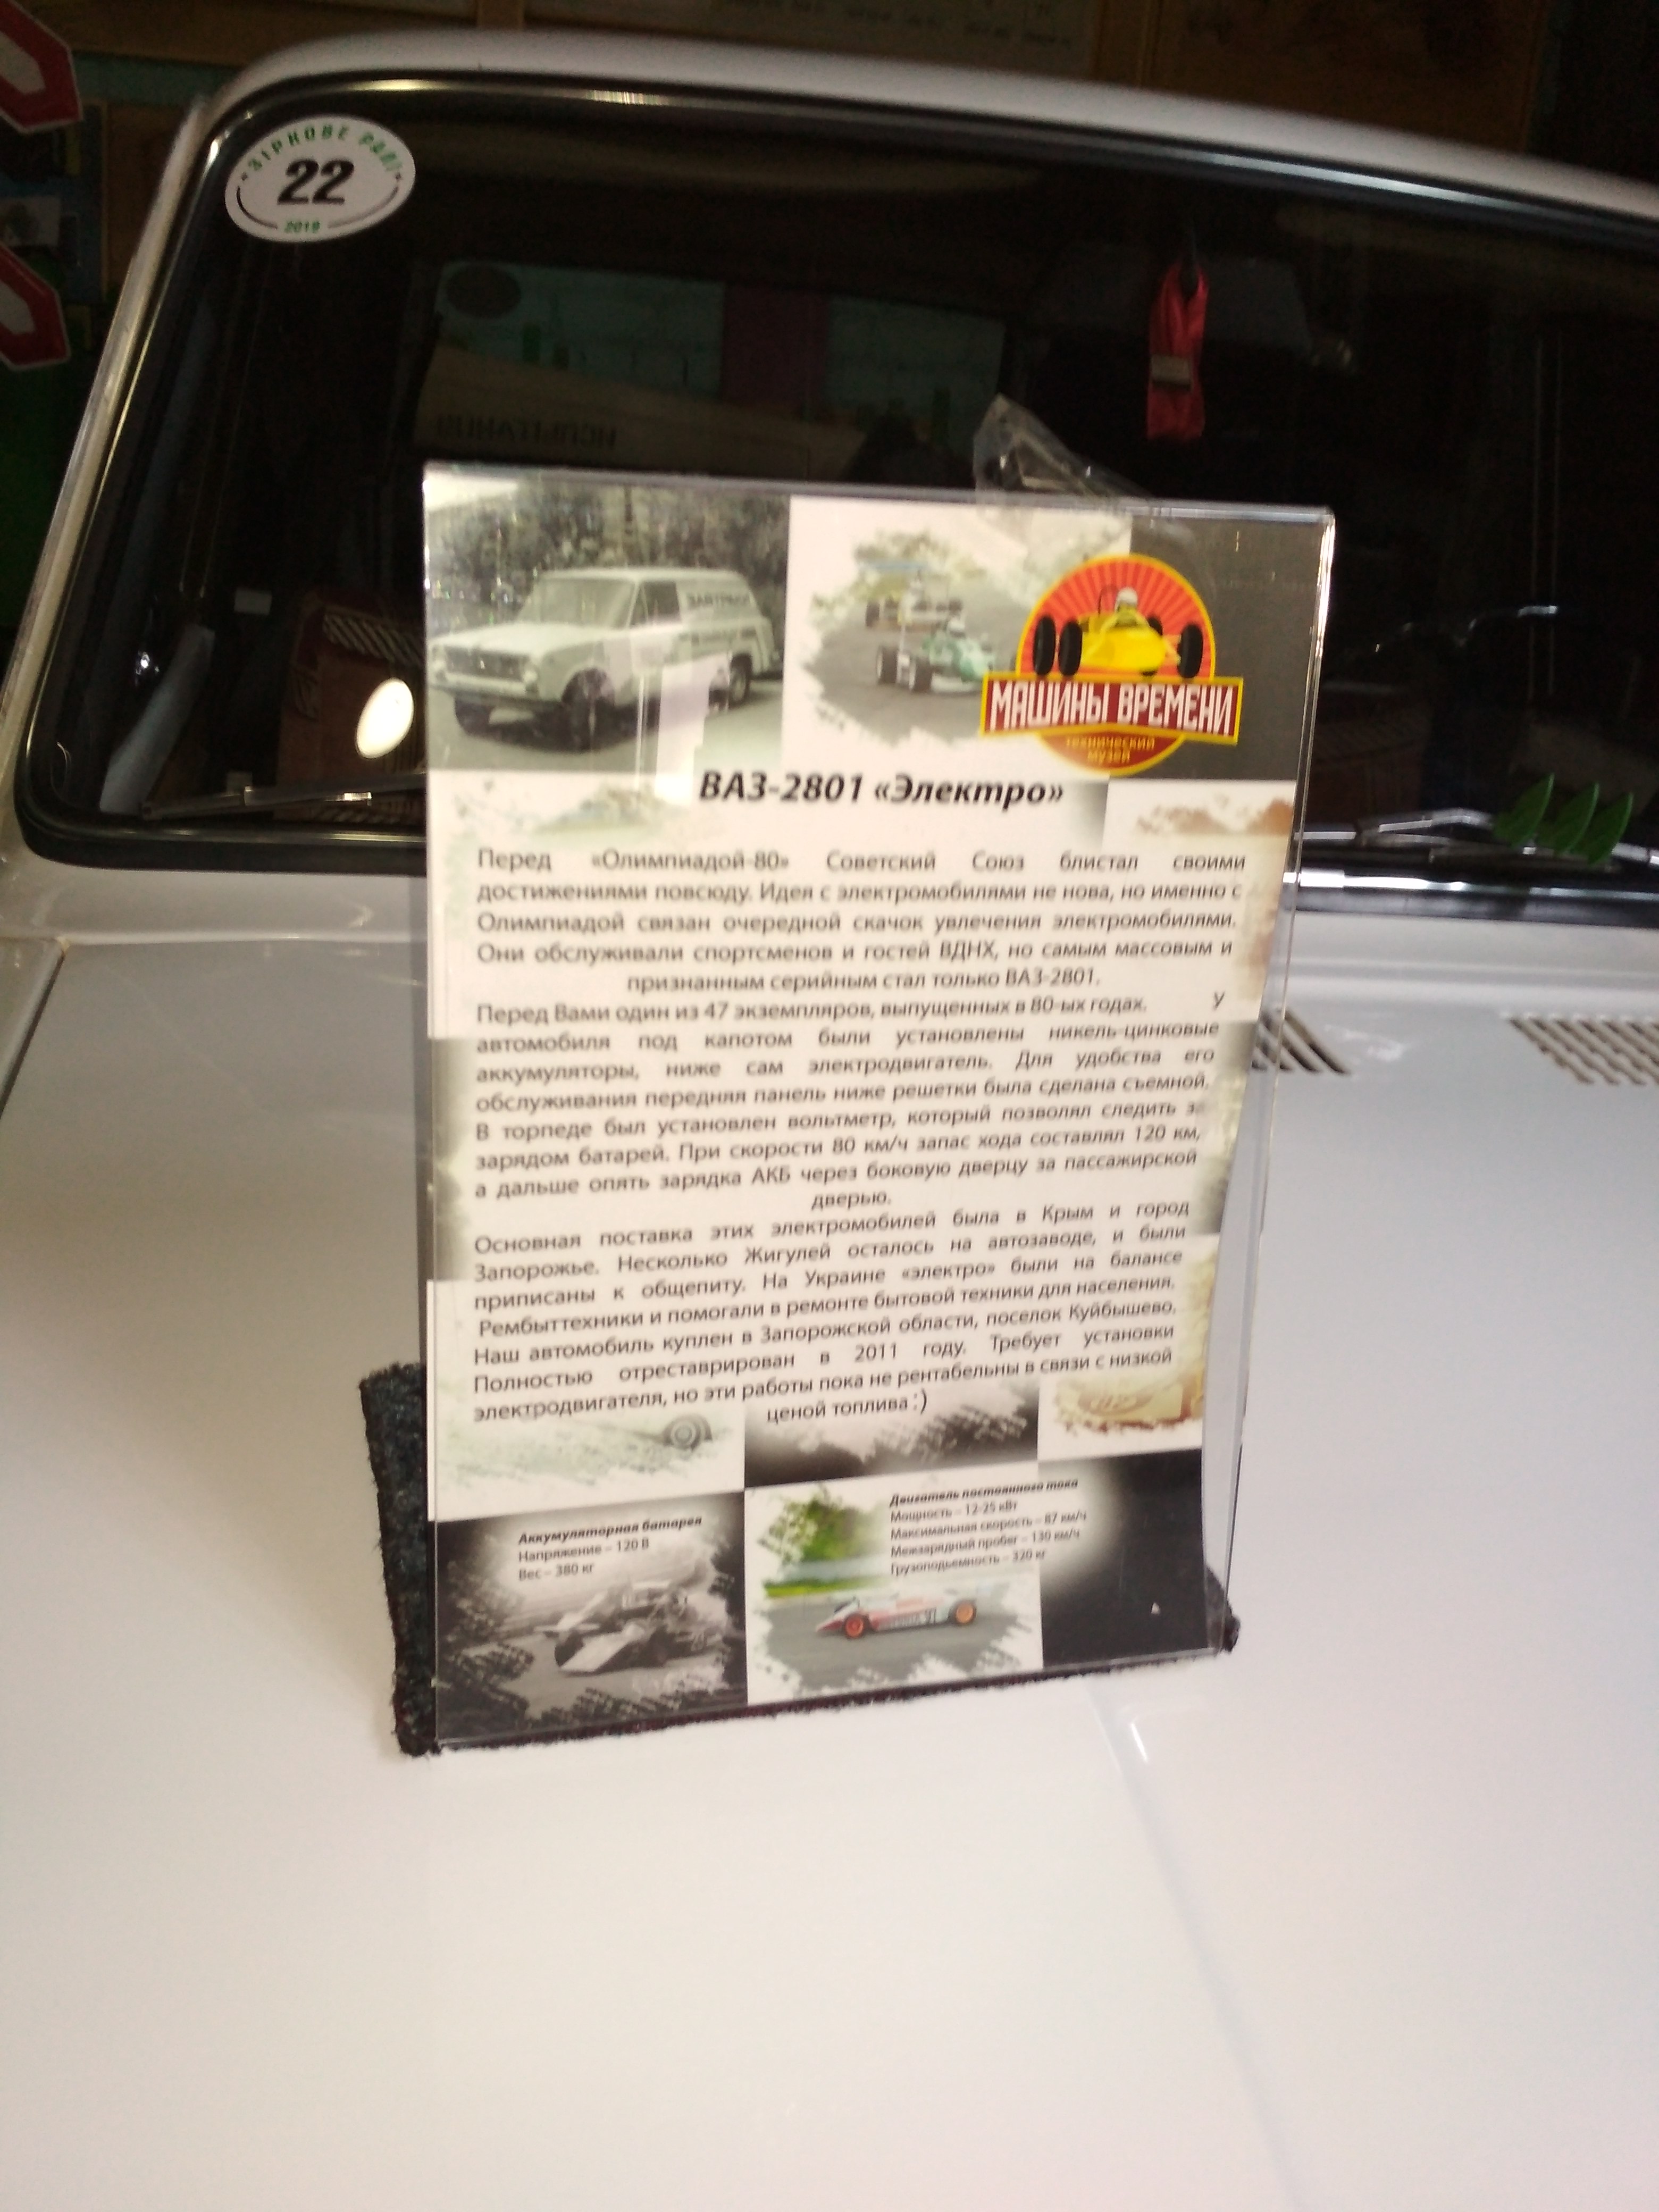 "ЗІРКОВЕ РАЛІ"
22
2019
ИСПЫТАНИЯ
ЗАВТРАКИ
МАШИНЫ ВРЕМЕНИ
технический
музей
ВАЗ-2801 «Электро»
Перед «Олимпиадой-80» Советский Союз блистал своими
достижениями повсюду. Идея с электромобилями не нова, но именно с
Олимпиадой связан очередной скачок увлечения электромобилями.
Они обслуживали спортсменов и гостей ВДНХ, но самым массовым и
признанным серийным стал только ВАЗ-2801.
Перед Вами один из 47 экземпляров, выпущенных в 80-ых годах. У
автомобиля под капотом были установлены никель-цинковые
аккумуляторы, ниже сам электродвигатель. Для удобства его
обслуживания передняя панель ниже решетки была сделана съемной.
В торпеде был установлен вольтметр, который позволял следить за
зарядом батарей. При скорости 80 км/ч запас хода составлял 120 км,
а дальше опять зарядка АКБ через боковую дверцу за пассажирской
дверью.
Основная поставка этих электромобилей была в Крым и город
Запорожье. Несколько Жигулей осталось на автозаводе, и были
приписаны к общепиту. На Украине «электро» были на балансе
Рембыттехники и помогали в ремонте бытовой техники для населения.
Наш автомобиль куплен в Запорожской области, поселок Куйбышево.
Полностью отреставрирован в 2011 году. Требует установки
электродвигателя, но эти работы пока не рентабельны в связи с низкой
ценой топлива :)
Аккумуляторная батарея
Напряжение – 120 В
Вес – 380 кг
Двигатель постоянного тока
Мощность – 12-25 кВт
Максимальная скорость – 87 км/ч
Межзарядный пробег – 130 км/ч
Грузоподъемность – 320 кг